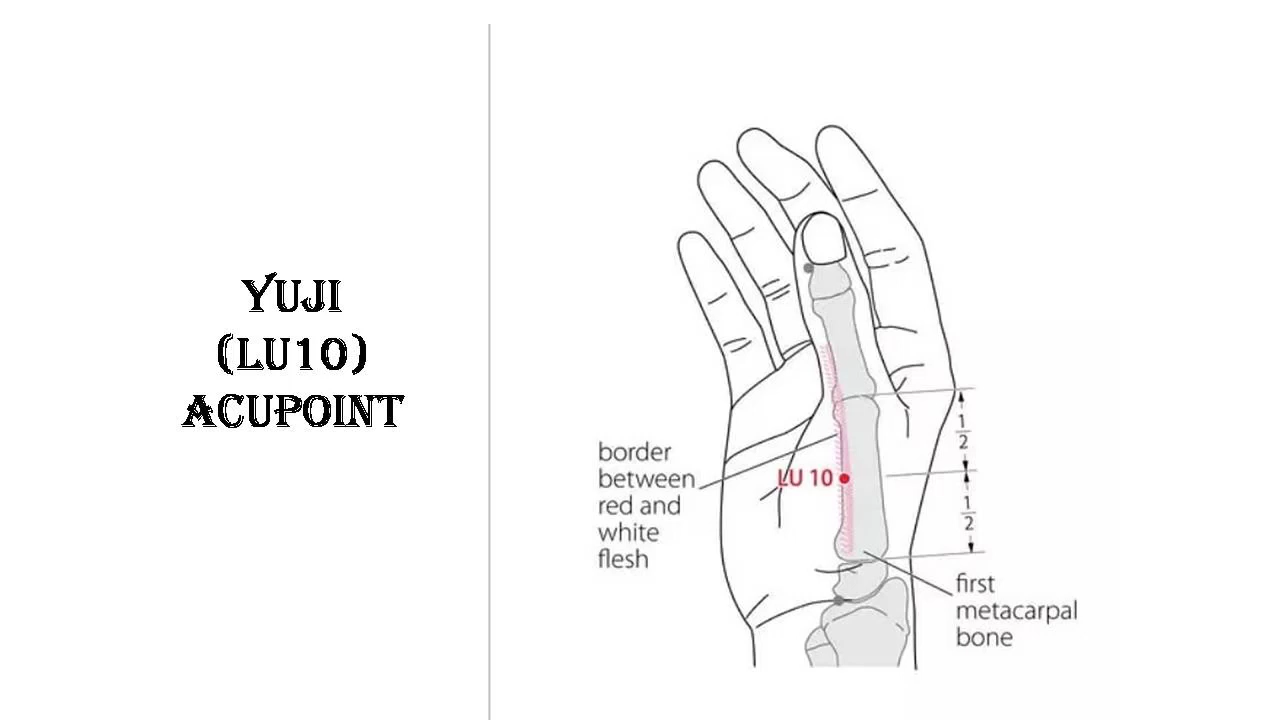 YUJI
(LU10)
ACUPOINT
border
between
red and
white
flesh
LU 10
1
2
1
2
first
metacarpal
bone